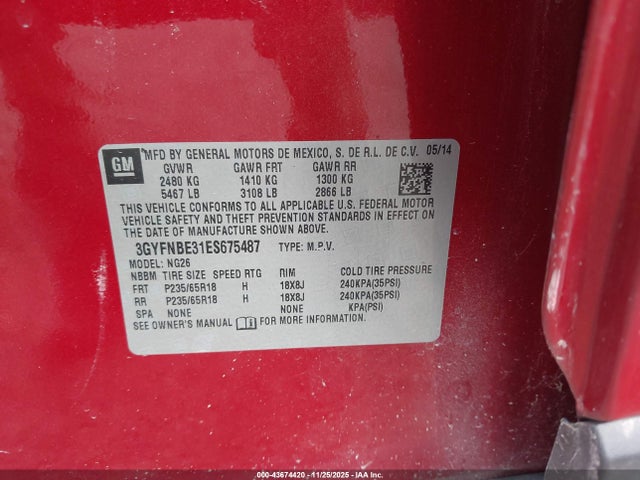 GM
MFD BY GENERAL MOTORS DE MEXICO, S. DE R.L. DE C.V. 05/14
GVWR GAWR FRT GAWR RR
2480 KG 1410 KG 1300 KG
5467 LB 3108 LB 2866 LB
THIS VEHICLE CONFORMS TO ALL APPLICABLE U.S. FEDERAL MOTOR
VEHICLE SAFETY AND THEFT PREVENTION STANDARDS IN EFFECT ON
THE DATE OF MANUFACTURE SHOWN ABOVE.
3GYFNBE31ES675487 TYPE: M.P.V.
MODEL: NG26
NBBM TIRE SIZE SPEED RTG RIM COLD TIRE PRESSURE
FRT P235/65R18 H 18X8J 240KPA(35PSI)
RR P235/65R18 H 18X8J 240KPA(35PSI)
SPA NONE NONE KPA(PSI)
SEE OWNER'S MANUAL FOR MORE INFORMATION.
000-43674420 - 11/25/2025 - IAA Inc.